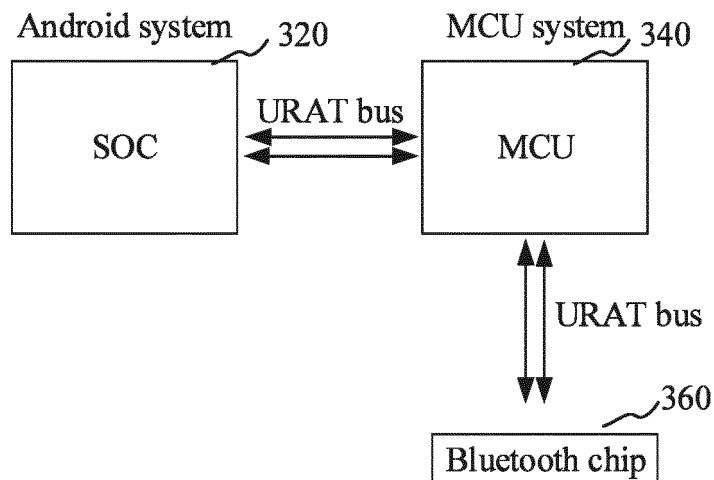 Android system
320
MCU system
340
SOC
URAT bus
MCU
URAT bus
360
Bluetooth chip